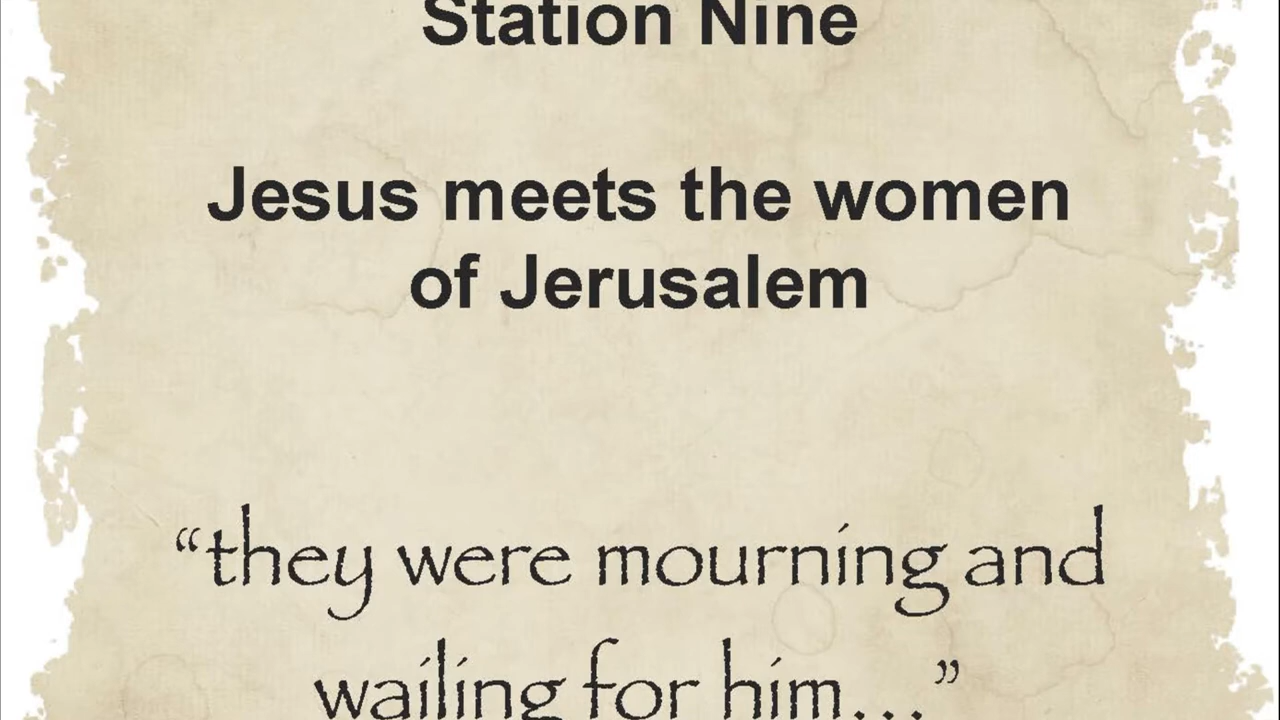 Station Nine
Jesus meets the women
of Jerusalem
“they were mourning and
wailing for him...”